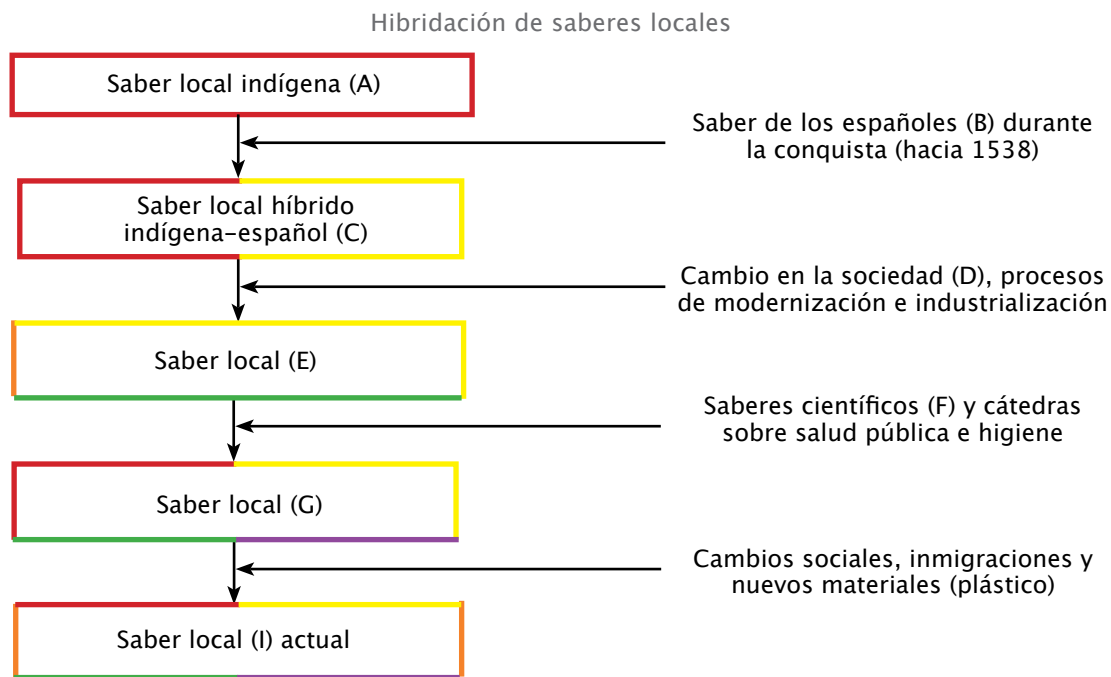 Hibridación de saberes locales
Saber local indígena (A)
Saber de los españoles (B) durante
la conquista (hacia 1538)
Saber local híbrido
indígena-español (C)
Cambio en la sociedad (D), procesos
de modernización e industrialización
Saber local (E)
Saberes científicos (F) y cátedras
sobre salud pública e higiene
Saber local (G)
Cambios sociales, inmigraciones y
nuevos materiales (plástico)
Saber local (I) actual